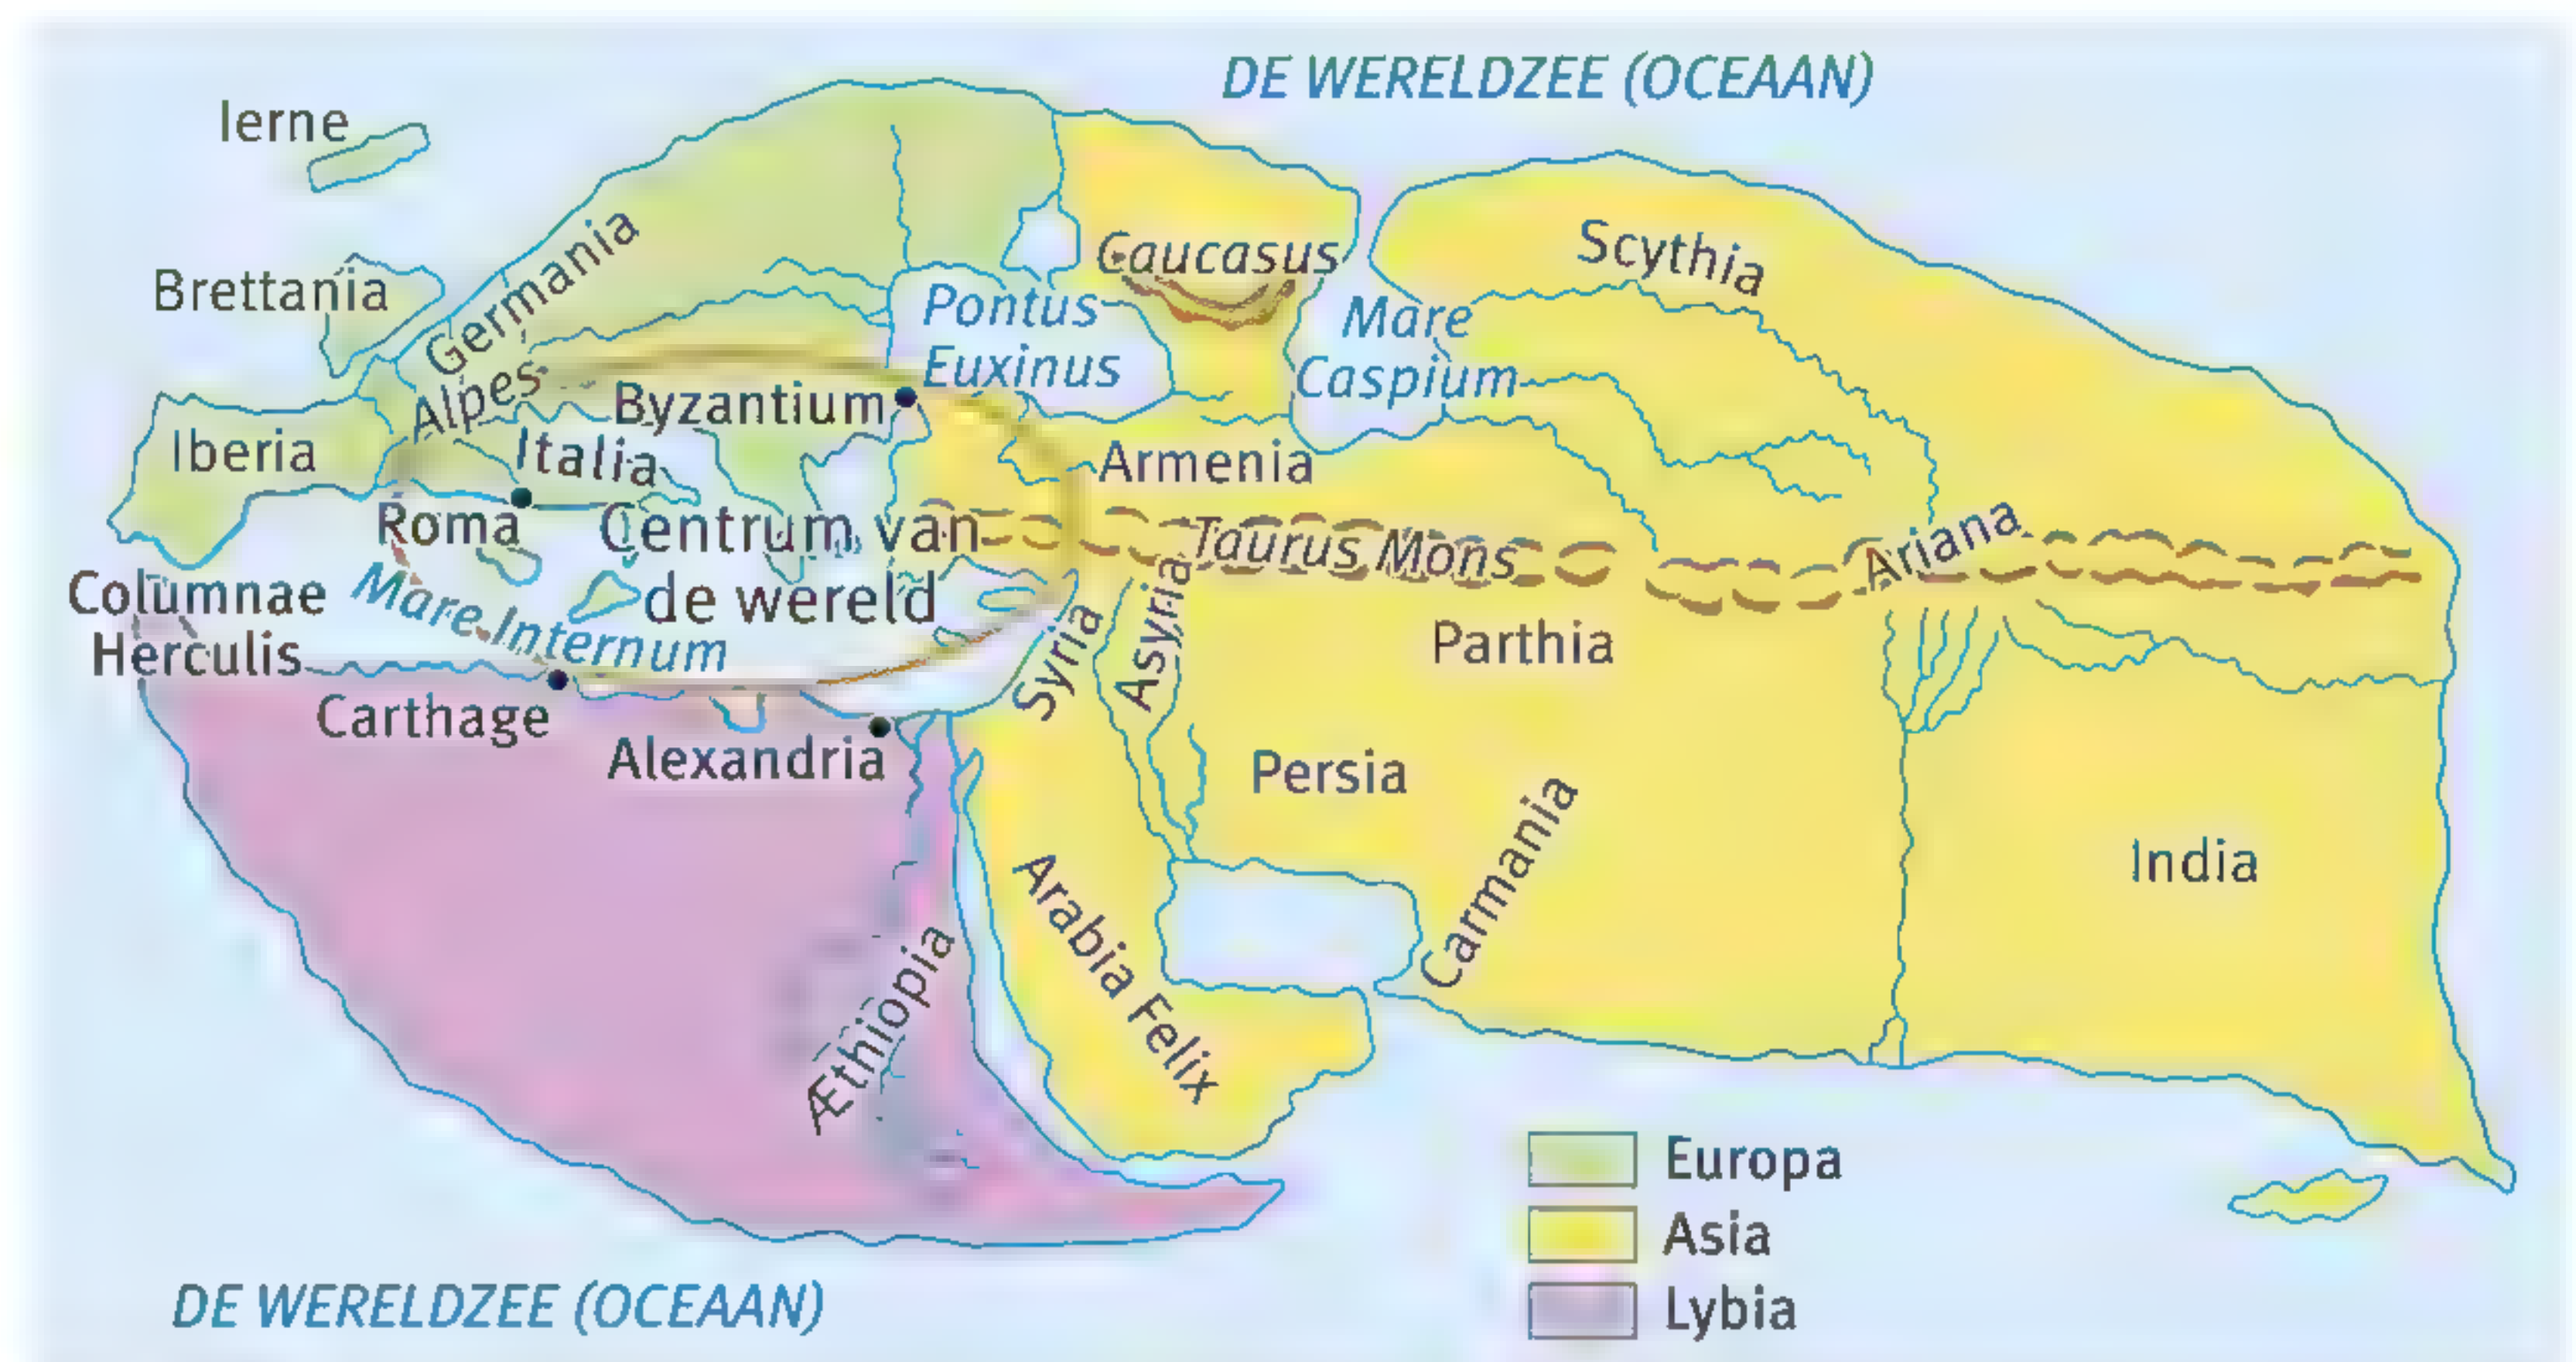 DE WERELDZEE (OCEAAN)
Ierne
Brettania
Germania
Alpes
Iberia
Italia
Byzantium
Roma
Pontus
Euxinus
Caucasus
Mare
Caspium
Scythia
Armenia
Centrum van
de wereld
Taurus Mons
Ariana
Columnae
Herculis
Mare Internum
Syria
Asyria
Parthia
Carthage
Alexandria
Persia
Carmania
India
Arabia Felix
Æthiopia
Europa
Asia
Lybia
DE WERELDZEE (OCEAAN)